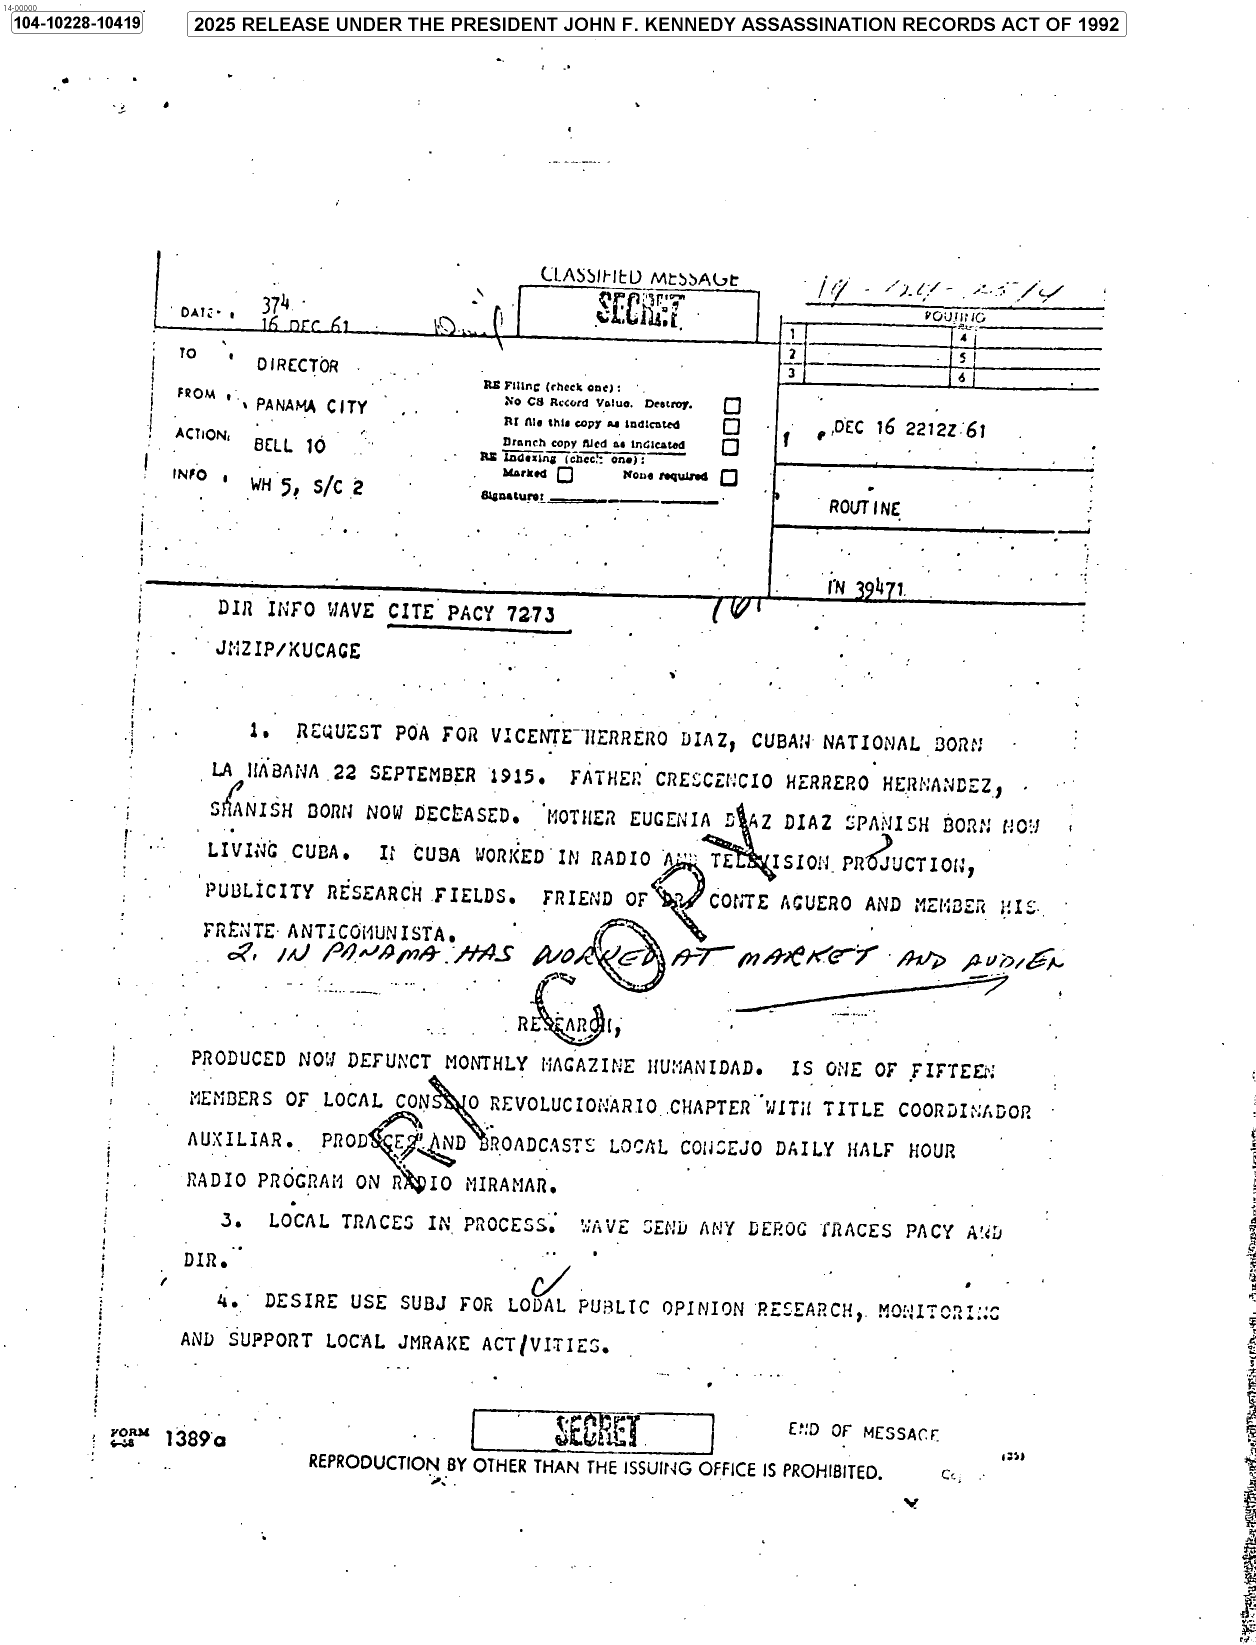 14-00000
104-10228-10419
2025 RELEASE UNDER THE PRESIDENT JOHN F. KENNEDY ASSASSINATION RECORDS ACT OF 1992
CLASSIFIED MESSAGE
SECRET
374
DATE 16 DEC 61
ROUTING
1 4
2 5
3 6
TO DIRECTOR
FROM PANAMA CITY
ACTION: BELL 10
INFO WH 5, S/C 2
RE Filing (check one):
No CS Record Value. Destroy.
RI file this copy as indicated
Branch copy filed as indicated
RE Indexing (check one):
Marked None required
Signature:
DEC 16 2212Z 61
ROUTINE
IN 39471
DIR INFO WAVE CITE PACY 7273
JMZIP/KUCAGE
1. REQUEST POA FOR VICENTE HERRERO DIAZ, CUBAN NATIONAL BORN
LA HABANA 22 SEPTEMBER 1915. FATHER CRESCENCIO HERRERO HERNANDEZ,
SPANISH BORN NOW DECEASED. MOTHER EUGENIA DIAZ DIAZ SPANISH BORN NOW
LIVING CUBA. IN CUBA WORKED IN RADIO AND TELEVISION PROJUCTION,
PUBLICITY RESEARCH FIELDS. FRIEND OF DR. CONTE AGUERO AND MEMBER HIS
FRENTE ANTICOMUNISTA.
2. IN PANAMA HAS WORKED AT MARKET AND AUDIEN
RESEARCH,
PRODUCED NOW DEFUNCT MONTHLY MAGAZINE HUMANIDAD. IS ONE OF FIFTEEN
MEMBERS OF LOCAL CONSEJO REVOLUCIONARIO CHAPTER WITH TITLE COORDINADOR
AUXILIAR. PRODUCES AND BROADCASTS LOCAL CONSEJO DAILY HALF HOUR
RADIO PROGRAM ON RADIO MIRAMAR.
3. LOCAL TRACES IN PROCESS. WAVE SEND ANY DEROG TRACES PACY AND
DIR.
4. DESIRE USE SUBJ FOR LODAL PUBLIC OPINION RESEARCH, MONITORING
AND SUPPORT LOCAL JMRAKE ACTIVITIES.
RI COPY
SECRET
END OF MESSAGE
FORM 1389a
REPRODUCTION BY OTHER THAN THE ISSUING OFFICE IS PROHIBITED.